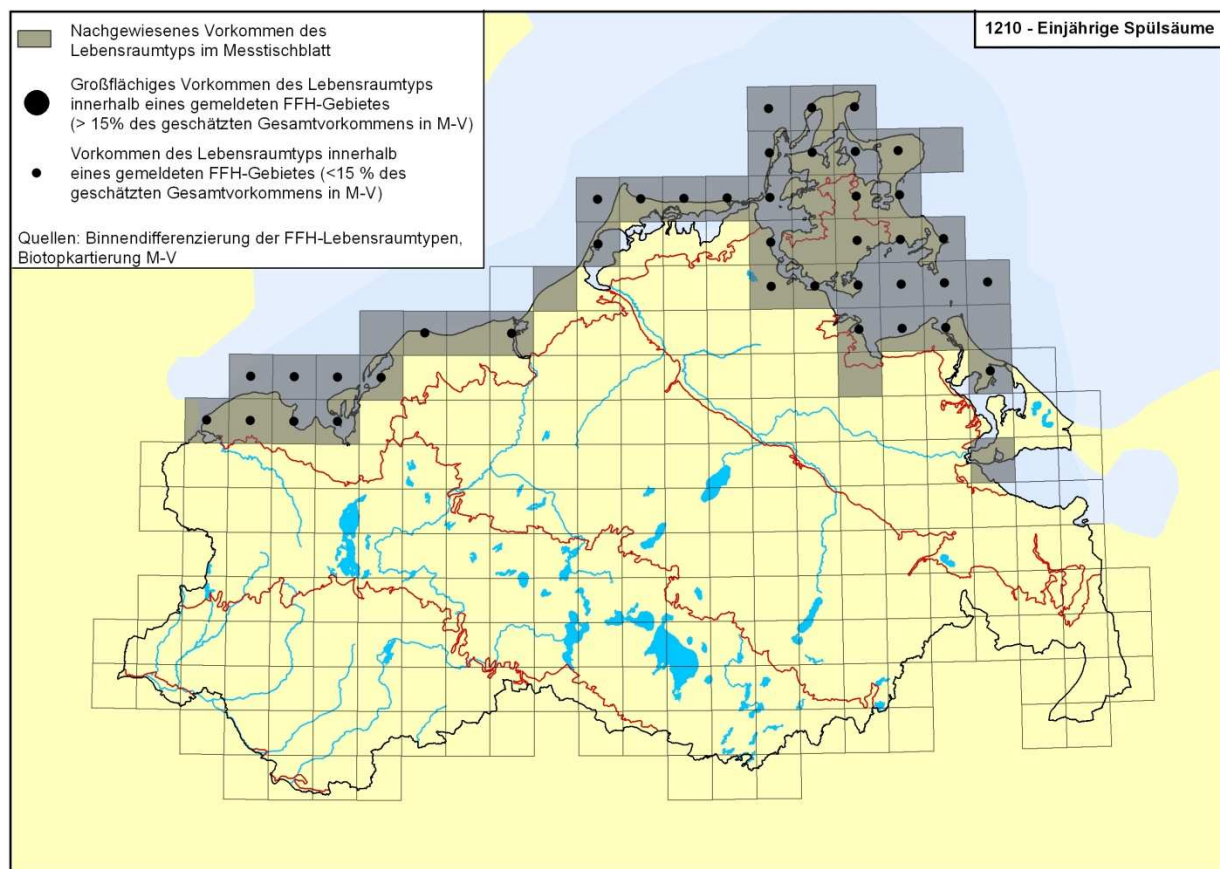 1210 - Einjährige Spülsäume
Nachgewiesenes Vorkommen des
Lebensraumtyps im Messtischblatt
Großflächiges Vorkommen des Lebensraumtyps
innerhalb eines gemeldeten FFH-Gebietes
(> 15% des geschätzten Gesamtvorkommens in M-V)
Vorkommen des Lebensraumtyps innerhalb
eines gemeldeten FFH-Gebietes (<15 % des
geschätzten Gesamtvorkommens in M-V)
Quellen: Binnendifferenzierung der FFH-Lebensraumtypen,
Biotopkartierung M-V